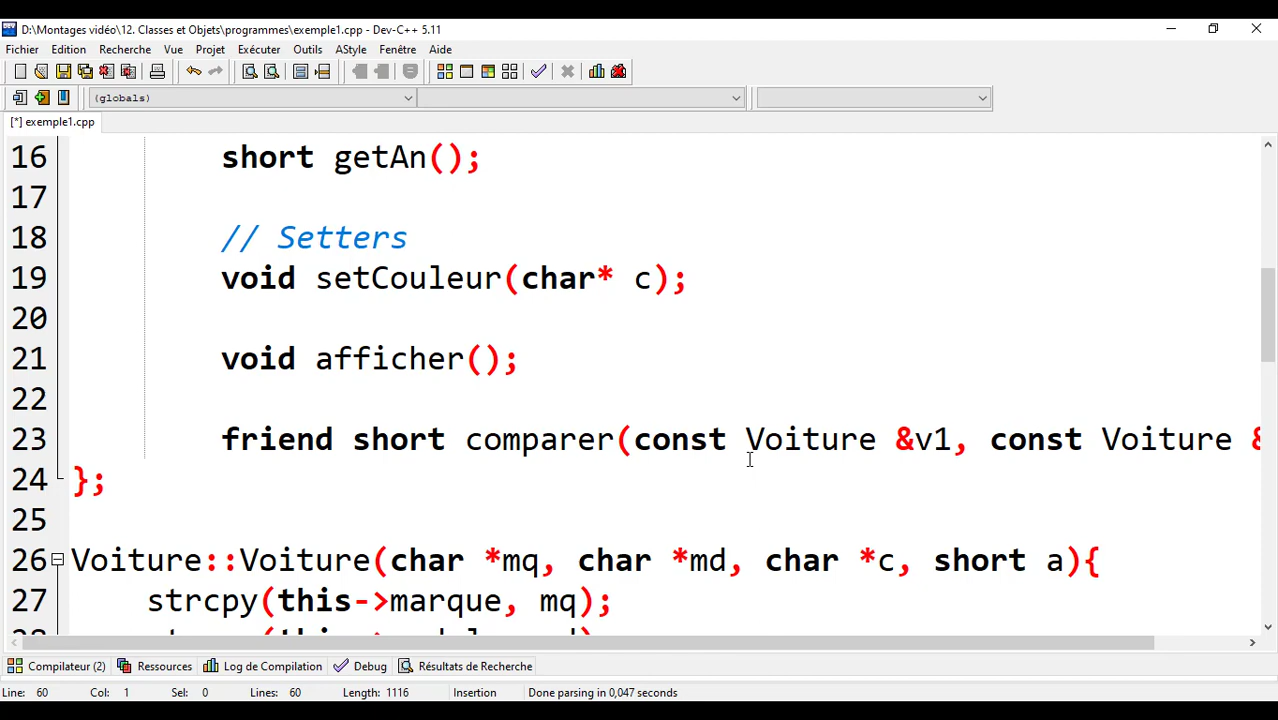 D:\Montages vidéo\12. Classes et Objets\programmes\exemple1.cpp - Dev-C++ 5.11
Fichier Edition Recherche Vue Projet Exécuter Outils AStyle Fenêtre Aide
(globals)
[*] exemple1.cpp
16 short getAn();
17
18 // Setters
19 void setCouleur(char* c);
20
21 void afficher();
22
23 friend short comparer(const Voiture &v1, const Voiture &
24 };
25
26 Voiture::Voiture(char *mq, char *md, char *c, short a){
27 strcpy(this->marque, mq);
Compilateur (2) Ressources Log de Compilation Debug Résultats de Recherche
Line: 60 Col: 1 Sel: 0 Lines: 60 Length: 1116 Insertion Done parsing in 0,047 seconds